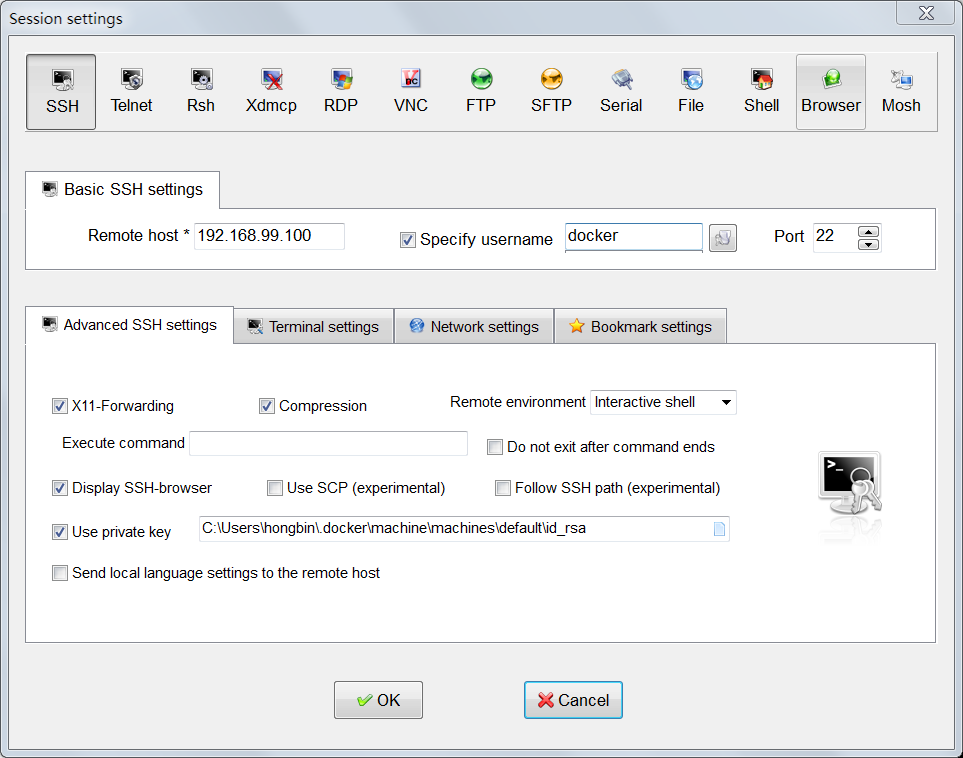 Session settings
SSH Telnet Rsh Xdmcp RDP VNC FTP SFTP Serial File Shell Browser Mosh
Basic SSH settings
Remote host * 192.168.99.100 Specify username docker Port 22
Advanced SSH settings Terminal settings Network settings Bookmark settings
X11-Forwarding Compression Remote environment Interactive shell
Execute command Do not exit after command ends
Display SSH-browser Use SCP (experimental) Follow SSH path (experimental)
Use private key C:\Users\hongbin\.docker\machine\machines\default\id_rsa
Send local language settings to the remote host
OK Cancel